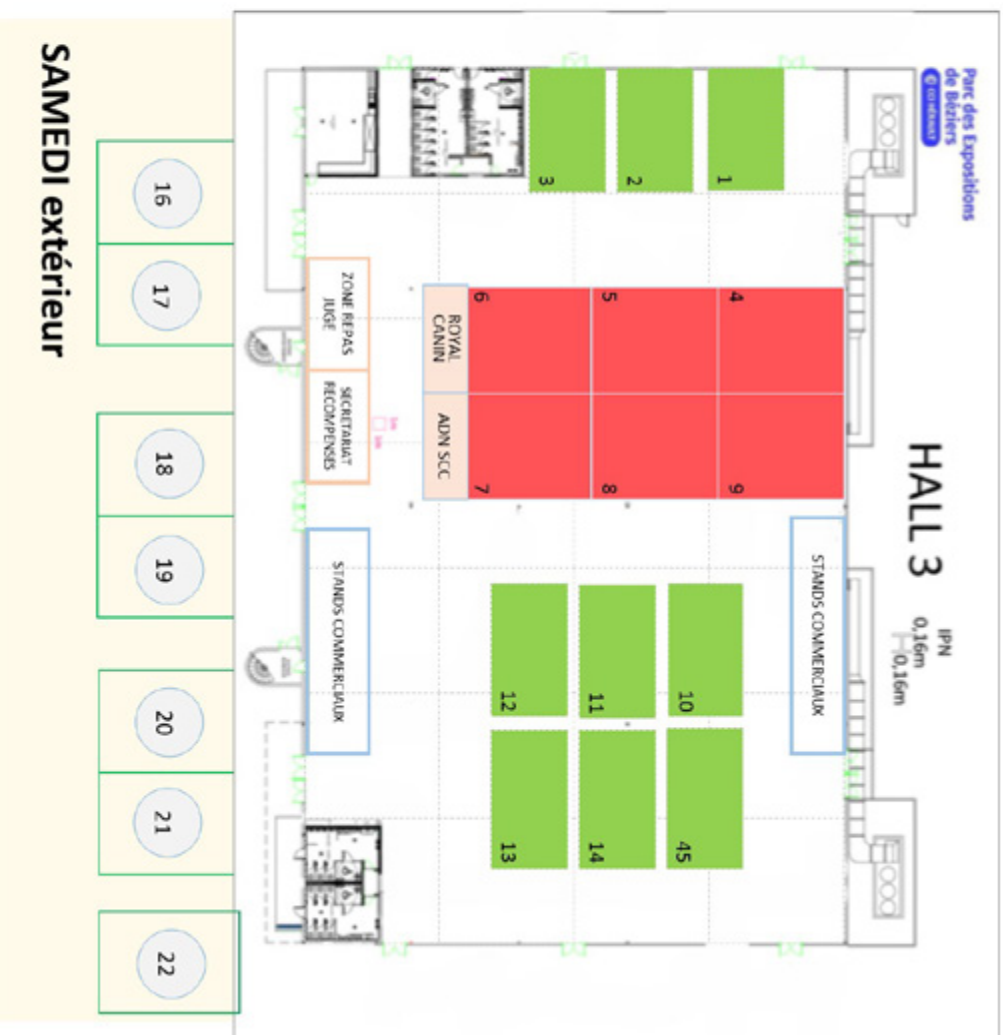 Parc des Expositions
de Béziers
HALL 3
IPN
0,16m
0,16m
1
2
3
4
5
6
ROYAL
CANIN
ZONE REPAS
JUGE
9
8
7
ADN SCC
SECRETARIAT
RECOMPENSES
STANDS COMMERCIAUX
STANDS COMMERCIAUX
10
11
12
45
14
13
SAMEDI extérieur
16
17
18
19
20
21
22